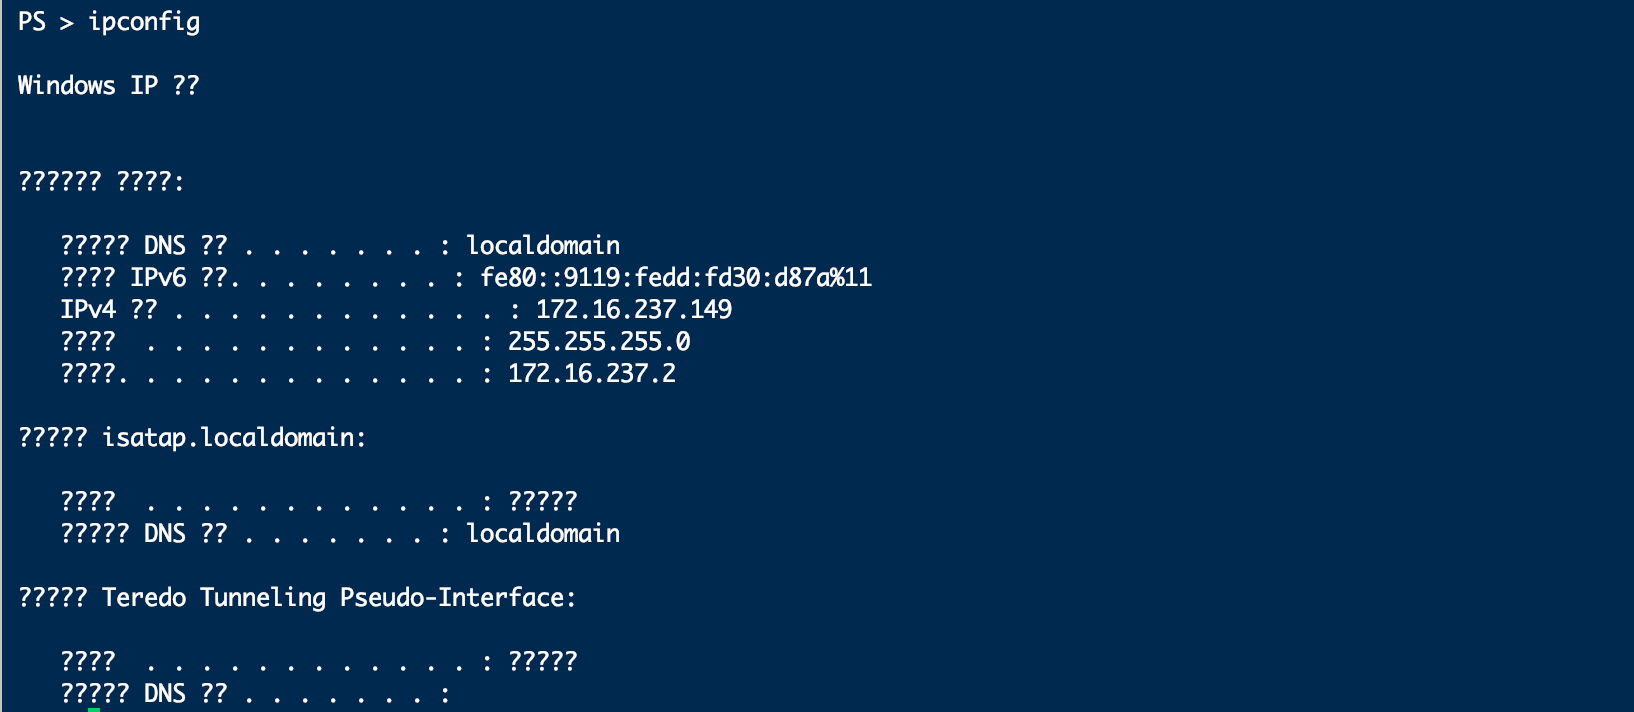 PS > ipconfig
Windows IP ??
?????? ????:
????? DNS ?? . . . . . . . : localdomain
???? IPv6 ??. . . . . . . . . : fe80::9119:fedd:fd30:d87a%11
IPv4 ?? . . . . . . . . . . . . : 172.16.237.149
????  . . . . . . . . . . . . : 255.255.255.0
????. . . . . . . . . . . . . : 172.16.237.2
????? isatap.localdomain:
????  . . . . . . . . . . . . : ?????
????? DNS ?? . . . . . . . : localdomain
????? Teredo Tunneling Pseudo-Interface:
????  . . . . . . . . . . . . : ?????
????? DNS ?? . . . . . . . :